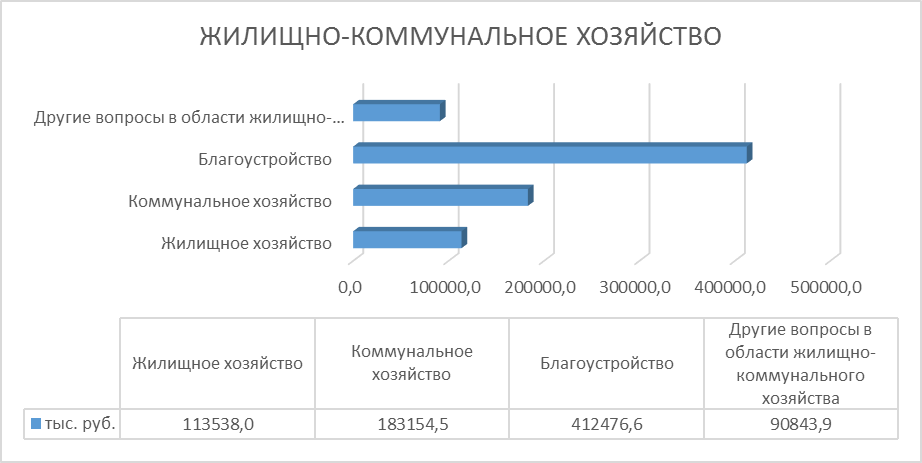 ЖИЛИЩНО-КОММУНАЛЬНОЕ ХОЗЯЙСТВО
Другие вопросы в области жилищно-...
Благоустройство
Коммунальное хозяйство
Жилищное хозяйство
0,0 100000,0 200000,0 300000,0 400000,0 500000,0
Жилищное хозяйство
Коммунальное
хозяйство
Благоустройство
Другие вопросы в
области жилищно-
коммунального
хозяйства
тыс. руб. 113538,0 183154,5 412476,6 90843,9